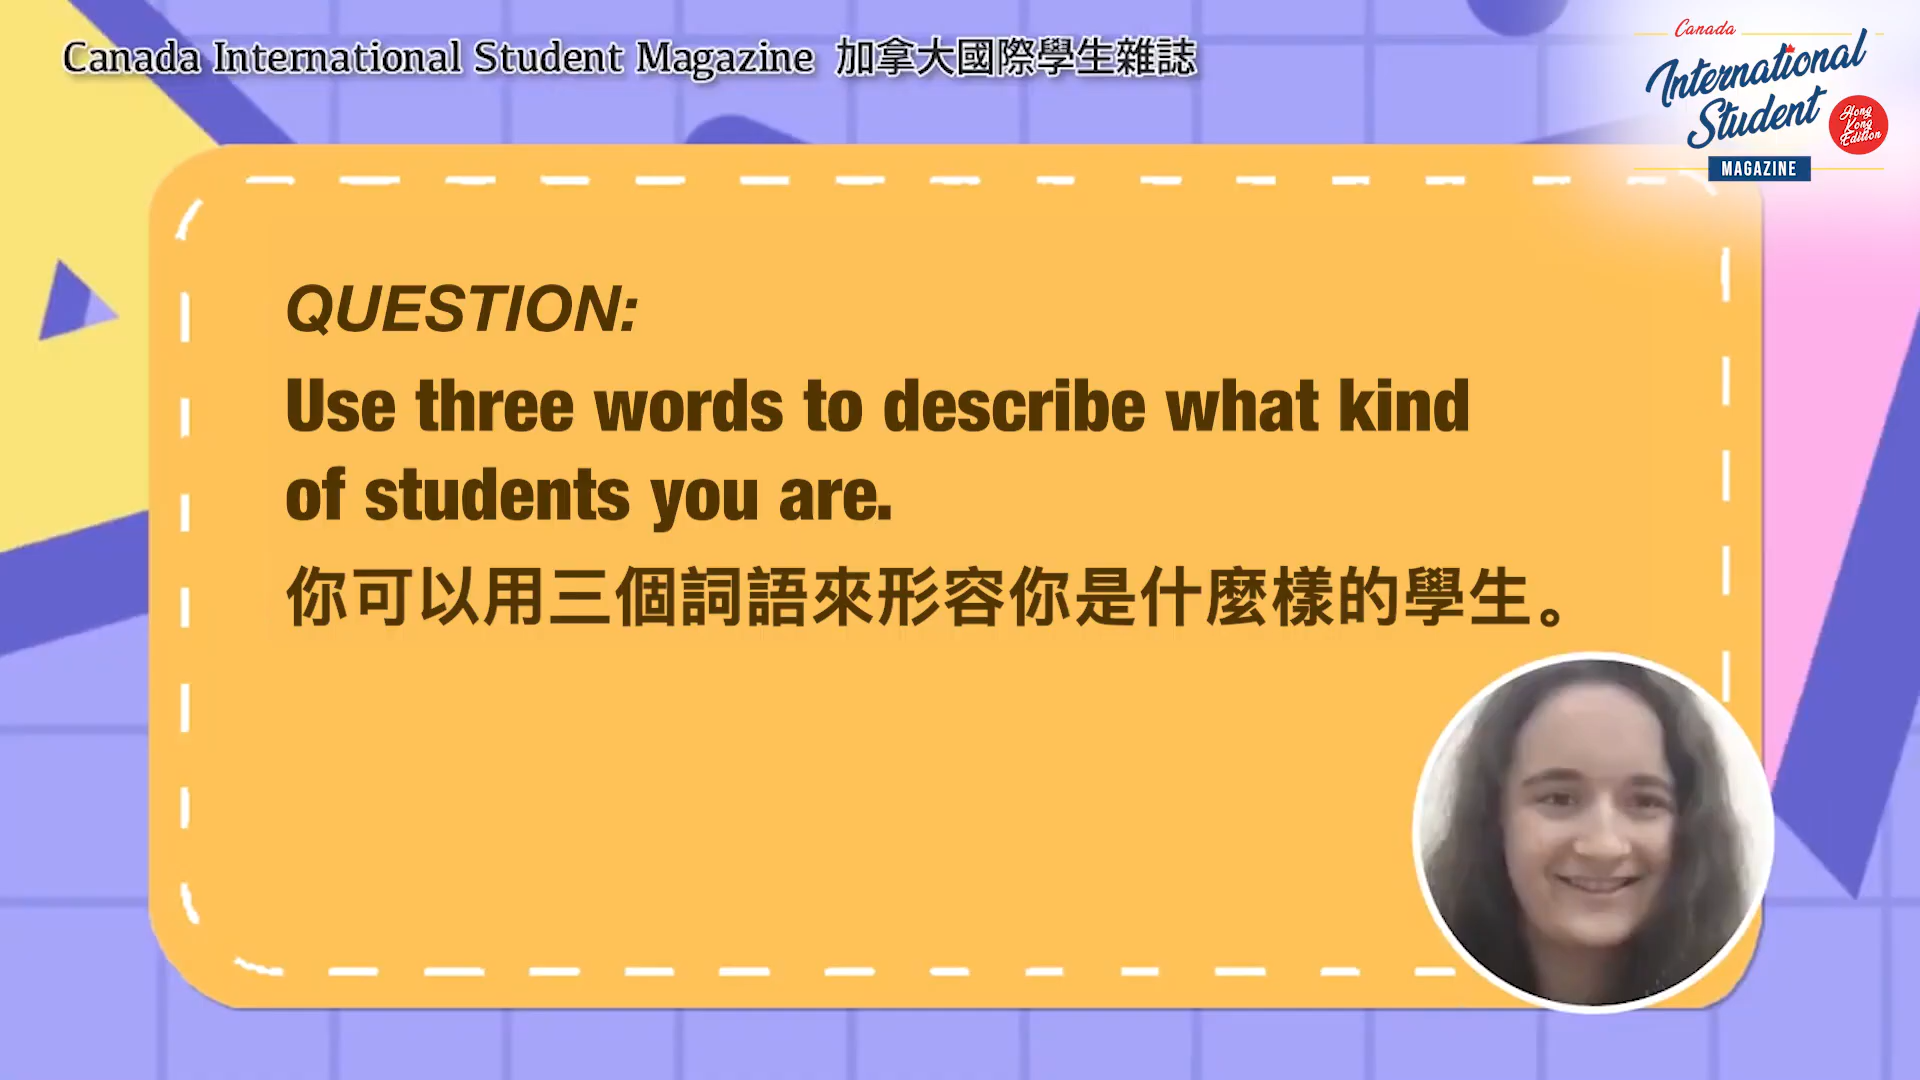 Canada International Student Magazine 加拿大國際學生雜誌
Canada
International
Student
Hong
Kong
Edition
MAGAZINE
QUESTION:
Use three words to describe what kind
of students you are.
你可以用三個詞語來形容你是什麼樣的學生。